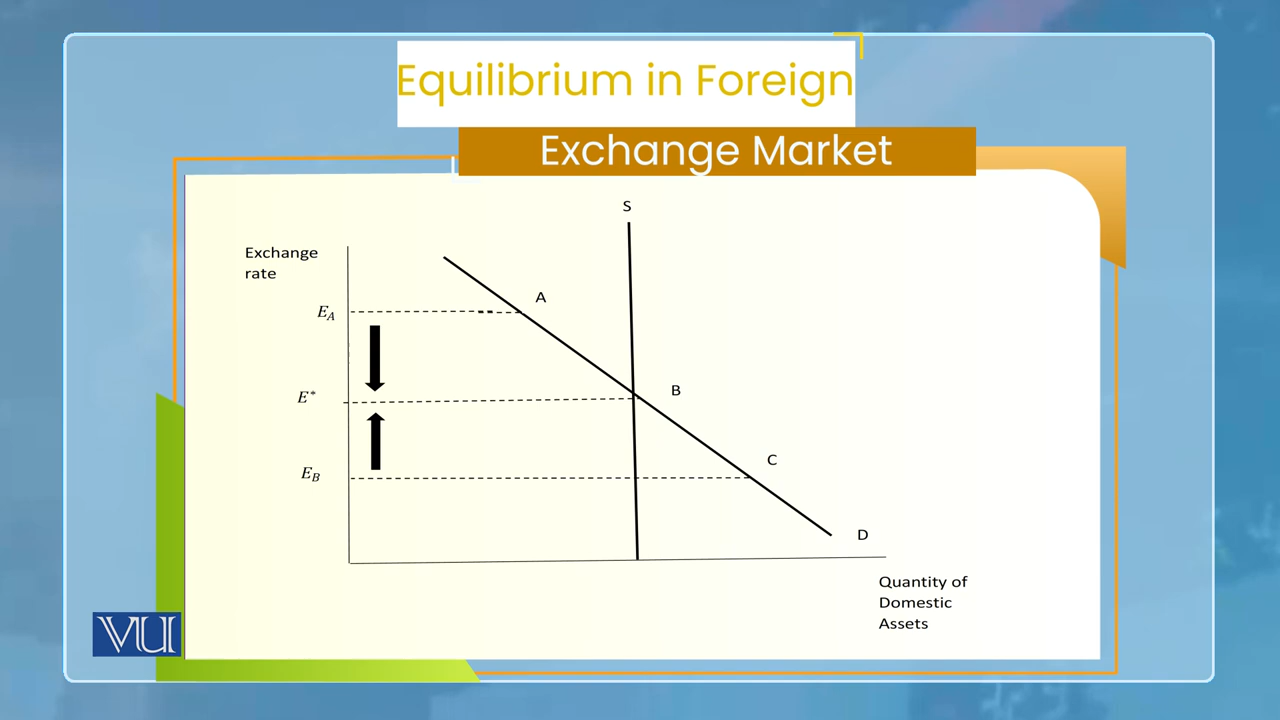 Equilibrium in Foreign
Exchange Market
S
Exchange
rate
A
E_A
B
E*
C
E_B
D
Quantity of
Domestic
Assets
VU